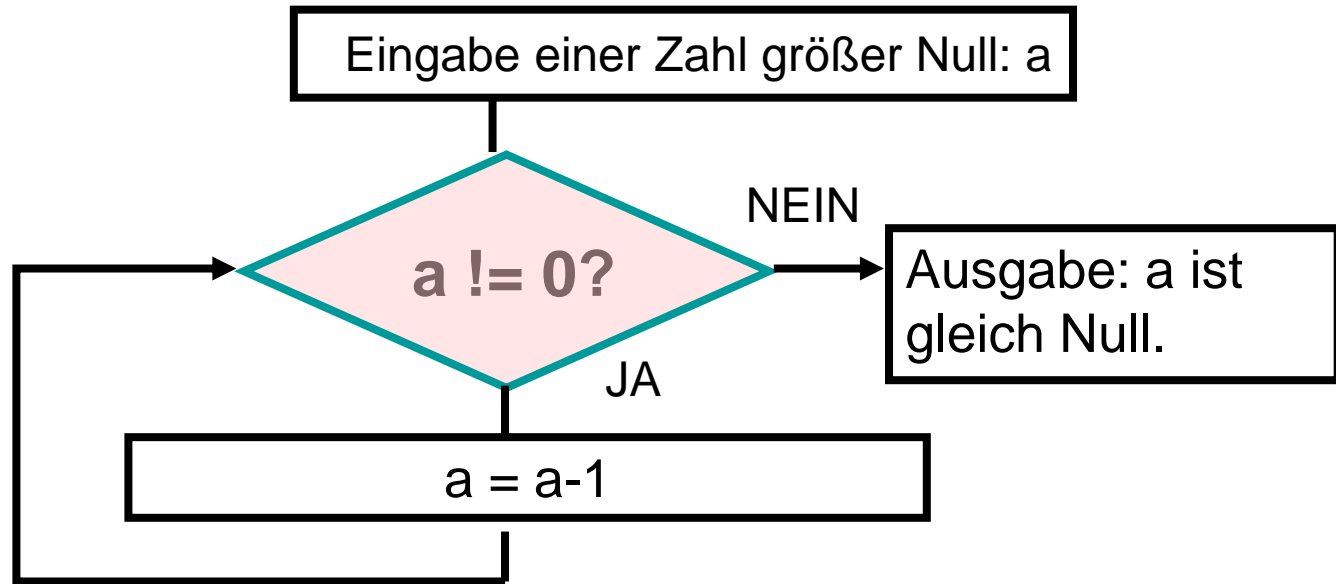 Eingabe einer Zahl größer Null: a
NEIN
a != 0?
Ausgabe: a ist
gleich Null.
JA
a = a-1